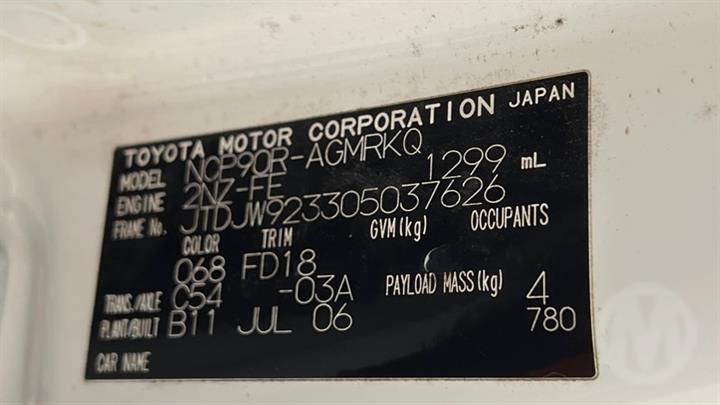 TOYOTA MOTOR CORPORATION JAPAN
MODEL NCP90R-AGMRKQ
ENGINE 2NZ-FE 1299 mL
FRAME No. JTDJW923305037626
COLOR TRIM GVM(kg) OCCUPANTS
068 FD18
TRANS./AXLE C54 -03A PAYLOAD MASS(kg) 4
PLANT/BUILT B11 JUL 06 780
CAR NAME
M